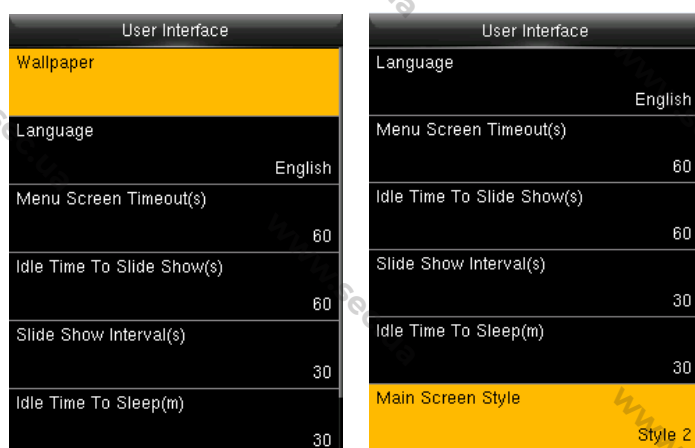 User Interface
Wallpaper
Language
English
Menu Screen Timeout(s)
60
Idle Time To Slide Show(s)
60
Slide Show Interval(s)
30
Idle Time To Sleep(m)
30
User Interface
Language
English
Menu Screen Timeout(s)
60
Idle Time To Slide Show(s)
60
Slide Show Interval(s)
30
Idle Time To Sleep(m)
30
Main Screen Style
Style 2